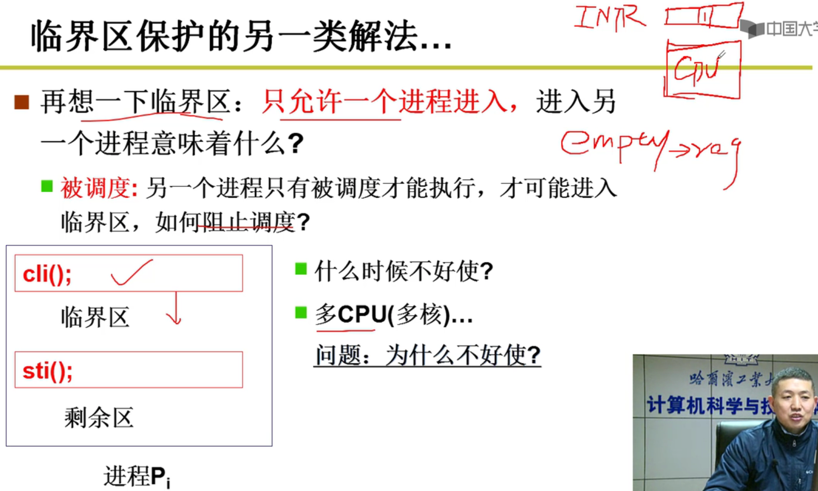 临界区保护的另一类解法…
INTR
中国大学
CPU
再想一下临界区：只允许一个进程进入，进入另
一个进程意味着什么?
empty→reg
被调度: 另一个进程只有被调度才能执行，才可能进入
临界区，如何阻止调度?
cli();
临界区
sti();
剩余区
进程Pi
什么时候不好使?
多CPU(多核)…
问题：为什么不好使?
哈尔滨工业大
计算机科学与技